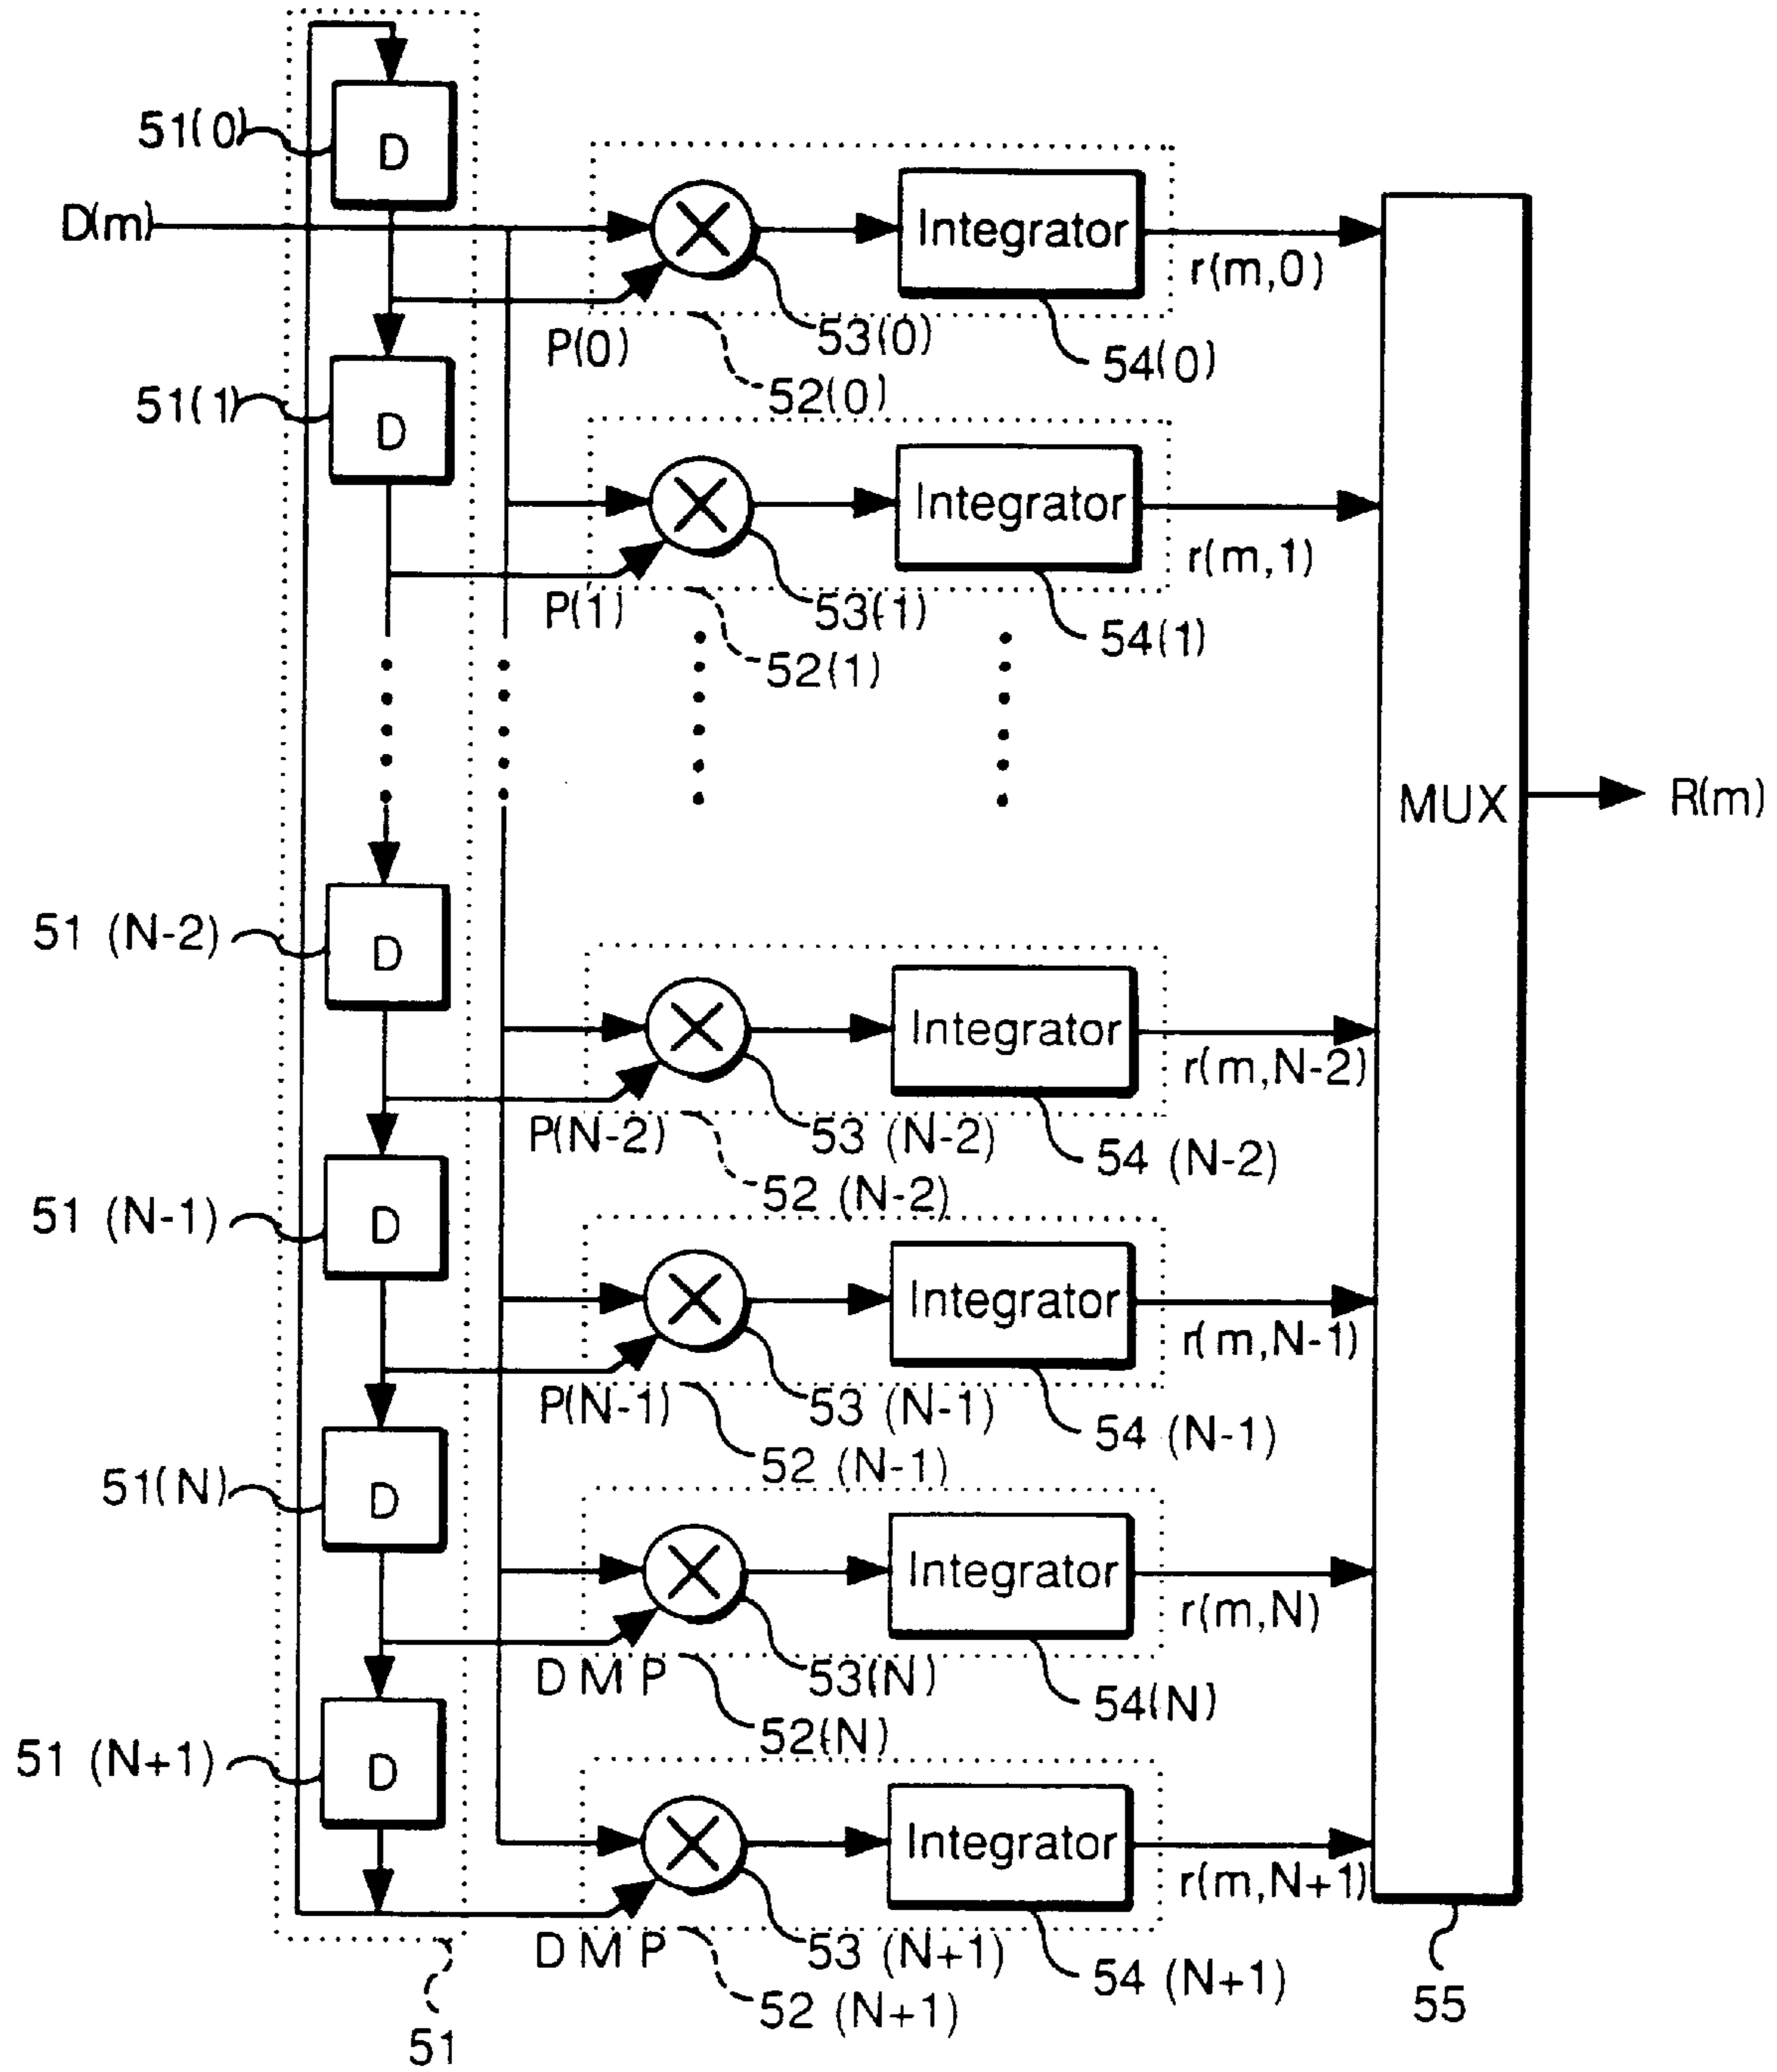 51(0)
D
D(m)
Integrator
r(m,0)
P(0)
53(0)
54(0)
52(0)
51(1)
D
Integrator
r(m,1)
P(1)
53(1)
54(1)
52(1)
MUX
R(m)
51 (N-2)
D
Integrator
r(m,N-2)
P(N-2)
53 (N-2)
54 (N-2)
52 (N-2)
51 (N-1)
D
Integrator
r(m,N-1)
P(N-1)
53 (N-1)
54 (N-1)
52 (N-1)
51(N)
D
Integrator
r(m,N)
D M P
53(N)
54(N)
52(N)
51 (N+1)
D
Integrator
r(m,N+1)
D M P
53 (N+1)
54 (N+1)
52 (N+1)
55
51